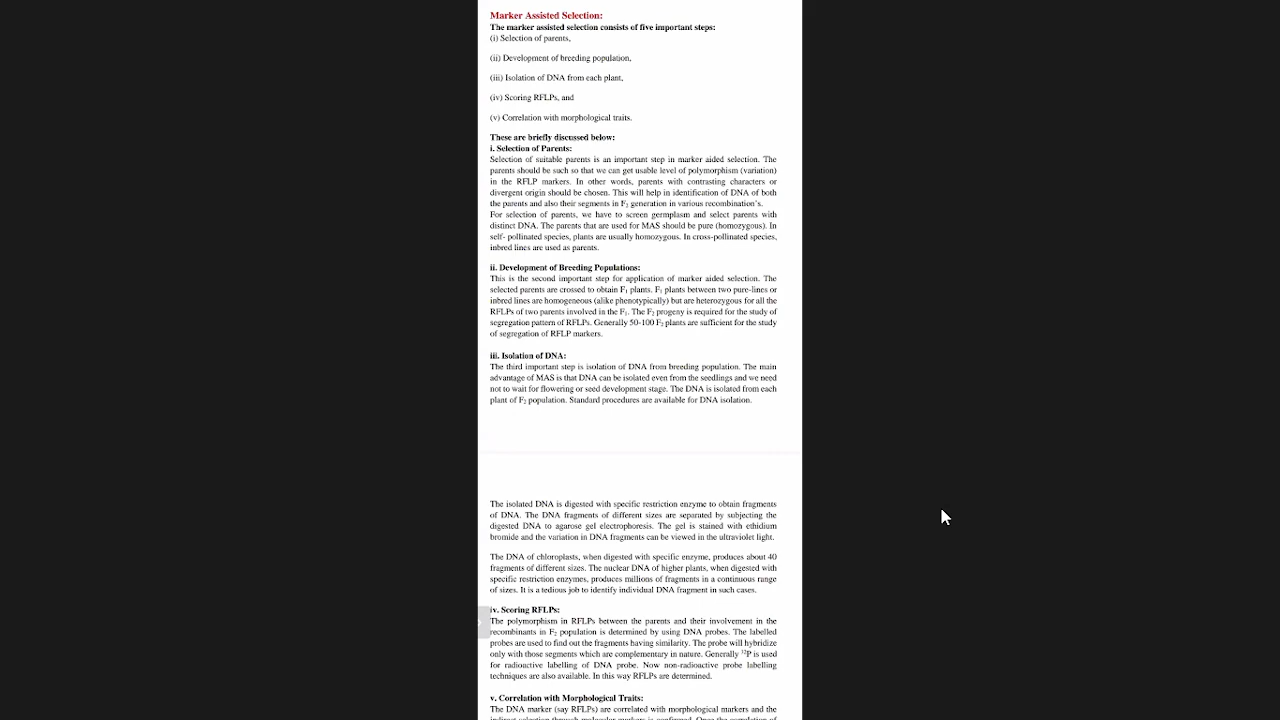 Marker Assisted Selection:
The marker assisted selection consists of five important steps:
(i) Selection of parents,
(ii) Development of breeding population,
(iii) Isolation of DNA from each plant,
(iv) Scoring RFLPs, and
(v) Correlation with morphological traits.
These are briefly discussed below:
i. Selection of Parents:
Selection of suitable parents is an important step in marker aided selection. The
parents should be such so that we can get usable level of polymorphism (variation)
in the RFLP markers. In other words, parents with contrasting characters or
divergent origin should be chosen. This will help in identification of DNA of both
the parents and also their segments in F₂ generation in various recombination's.
For selection of parents, we have to screen germplasm and select parents with
distinct DNA. The parents that are used for MAS should be pure (homozygous). In
self- pollinated species, plants are usually homozygous. In cross-pollinated species,
inbred lines are used as parents.
ii. Development of Breeding Populations:
This is the second important step for application of marker aided selection. The
selected parents are crossed to obtain F₁ plants. F₁ plants between two pure-lines or
inbred lines are homogeneous (alike phenotypically) but are heterozygous for all the
RFLPs of two parents involved in the F₁. The F₂ progeny is required for the study of
segregation pattern of RFLPs. Generally 50-100 F₂ plants are sufficient for the study
of segregation of RFLP markers.
iii. Isolation of DNA:
The third important step is isolation of DNA from breeding population. The main
advantage of MAS is that DNA can be isolated even from the seedlings and we need
not to wait for flowering or seed development stage. The DNA is isolated from each
plant of F₂ population. Standard procedures are available for DNA isolation.
The isolated DNA is digested with specific restriction enzyme to obtain fragments
of DNA. The DNA fragments of different sizes are separated by subjecting the
digested DNA to agarose gel electrophoresis. The gel is stained with ethidium
bromide and the variation in DNA fragments can be viewed in the ultraviolet light.
The DNA of chloroplasts, when digested with specific enzyme, produces about 40
fragments of different sizes. The nuclear DNA of higher plants, when digested with
specific restriction enzymes, produces millions of fragments in a continuous range
of sizes. It is a tedious job to identify individual DNA fragment in such cases.
iv. Scoring RFLPs:
The polymorphism in RFLPs between the parents and their involvement in the
recombinants in F₂ population is determined by using DNA probes. The labelled
probes are used to find out the fragments having similarity. The probe will hybridize
only with those segments which are complementary in nature. Generally ³²P is used
for radioactive labelling of DNA probe. Now non-radioactive probe labelling
techniques are also available. In this way RFLPs are determined.
v. Correlation with Morphological Traits:
The DNA marker (say RFLPs) are correlated with morphological markers and the
indirect selection through molecular markers is confirmed. Once the correlation of